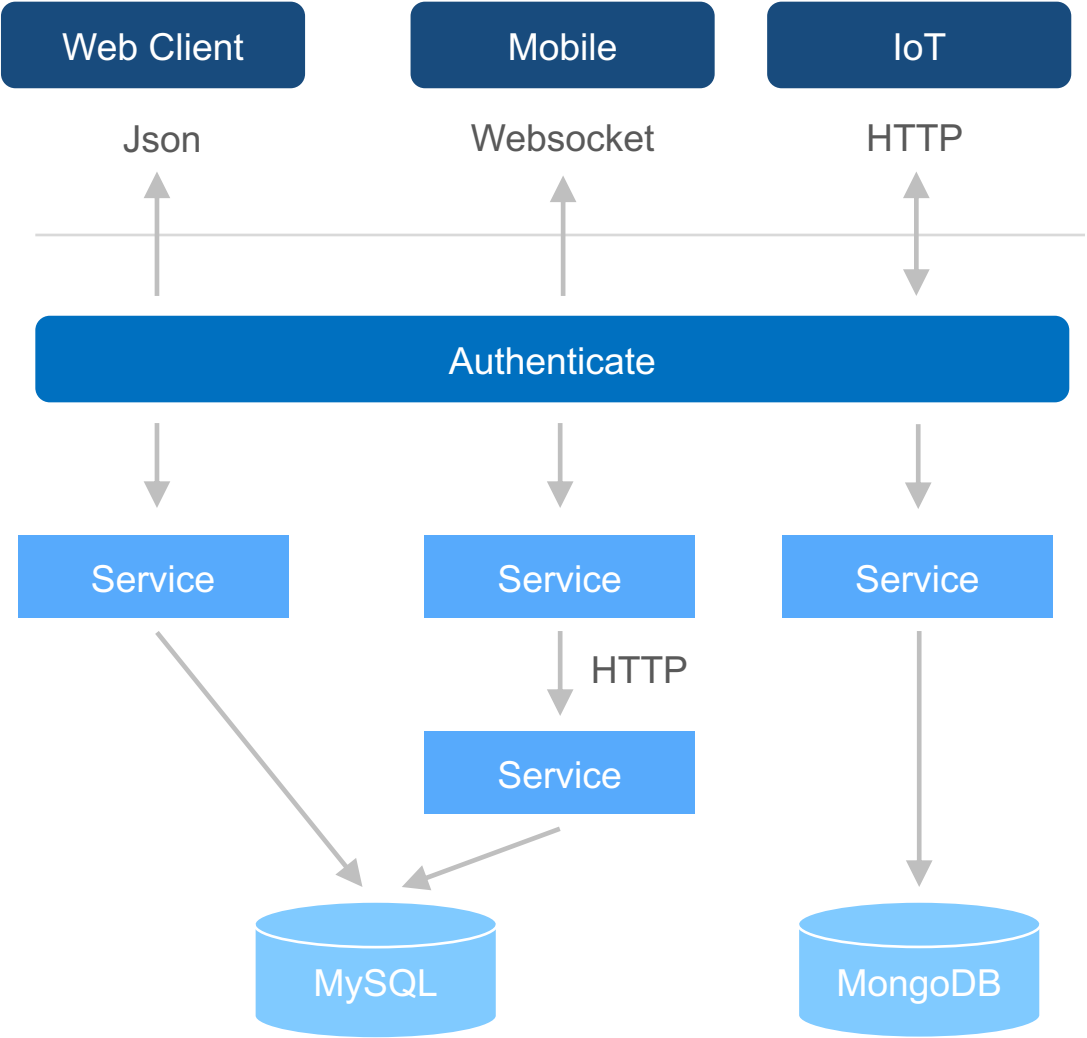 Web Client
Mobile
IoT
Json
Websocket
HTTP
Authenticate
Service
Service
Service
HTTP
Service
MySQL
MongoDB